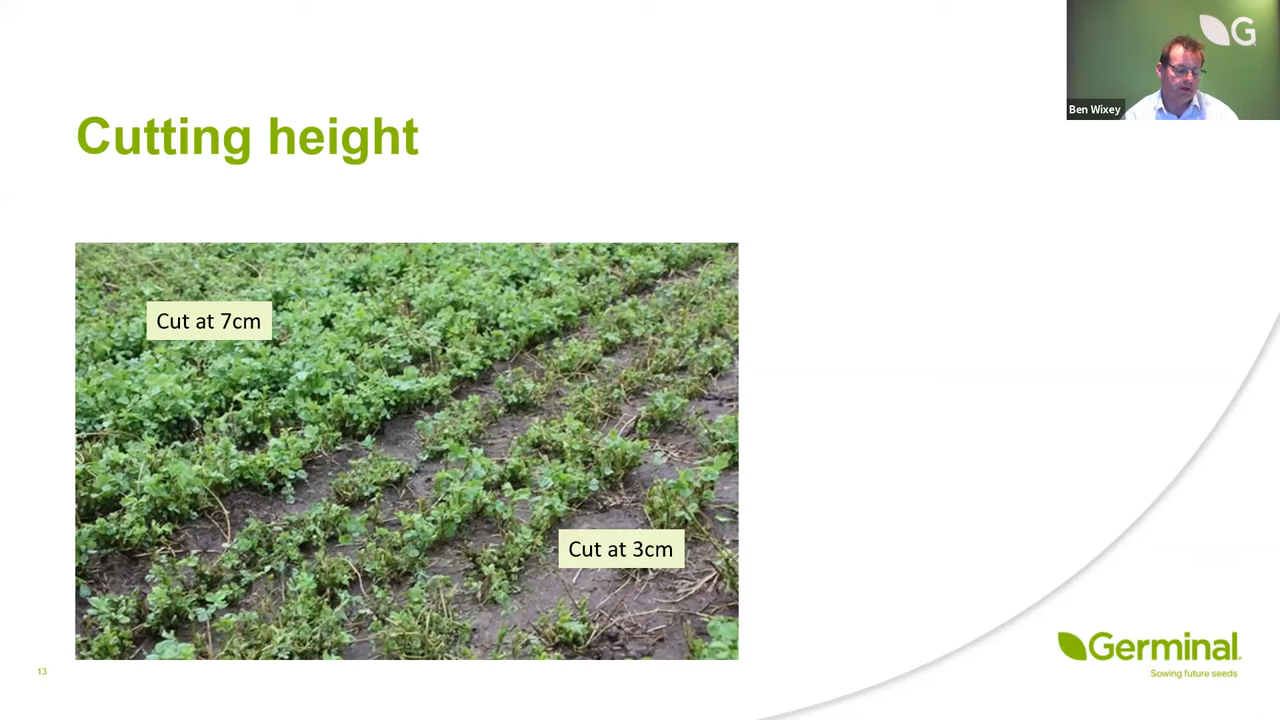 G
Ben Wixey
Cutting height
Cut at 7cm
Cut at 3cm
13
Germinal.
Sowing future seeds